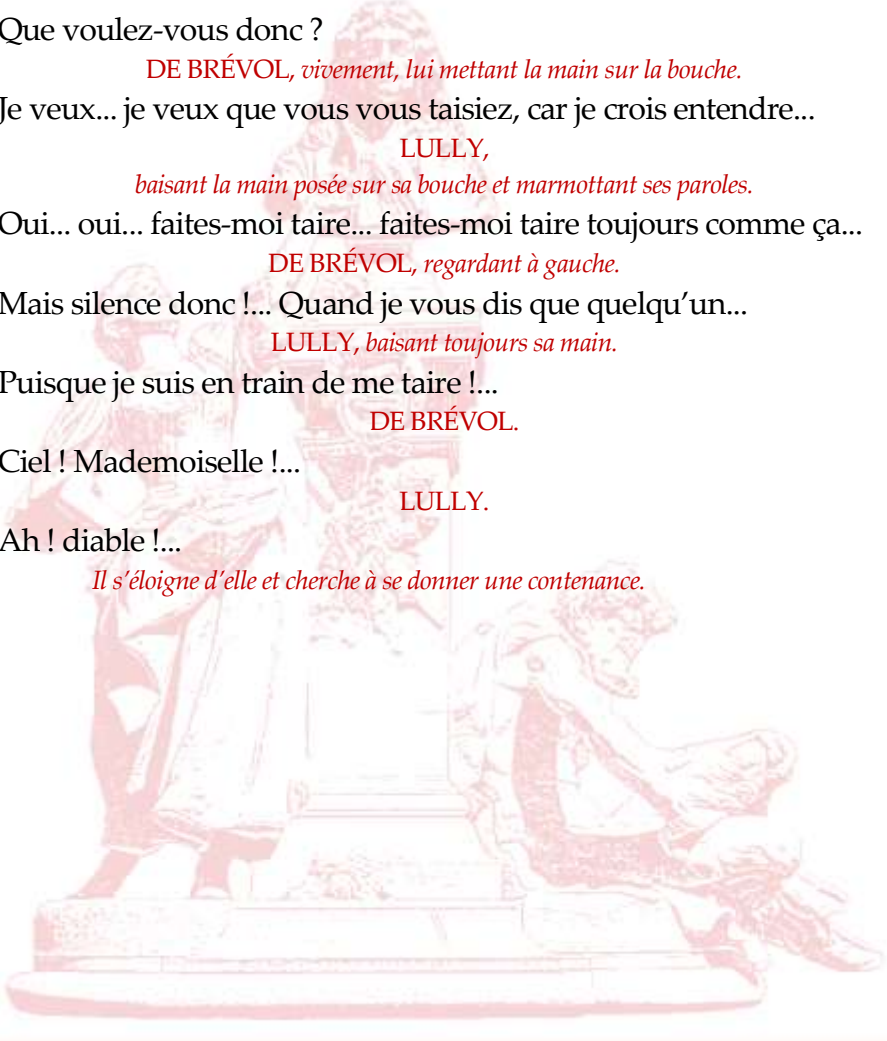 Que voulez-vous donc ?
DE BRÉVOL, vivement, lui mettant la main sur la bouche.
Je veux... je veux que vous vous taisiez, car je crois entendre...
LULLY,
baisant la main posée sur sa bouche et marmottant ses paroles.
Oui... oui... faites-moi taire... faites-moi taire toujours comme ça...
DE BRÉVOL, regardant à gauche.
Mais silence donc !... Quand je vous dis que quelqu’un...
LULLY, baisant toujours sa main.
Puisque je suis en train de me taire !...
DE BRÉVOL.
Ciel ! Mademoiselle !...
LULLY.
Ah ! diable !...
Il s’éloigne d’elle et cherche à se donner une contenance.